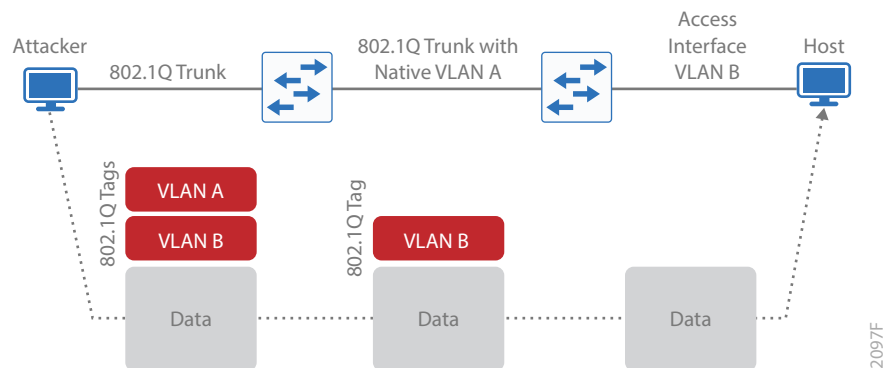 Attacker
802.1Q Trunk
802.1Q Trunk with
Native VLAN A
Access
Interface
VLAN B
Host
802.1Q Tags
VLAN A
VLAN B
Data
802.1Q Tag
VLAN B
Data
Data
2097F